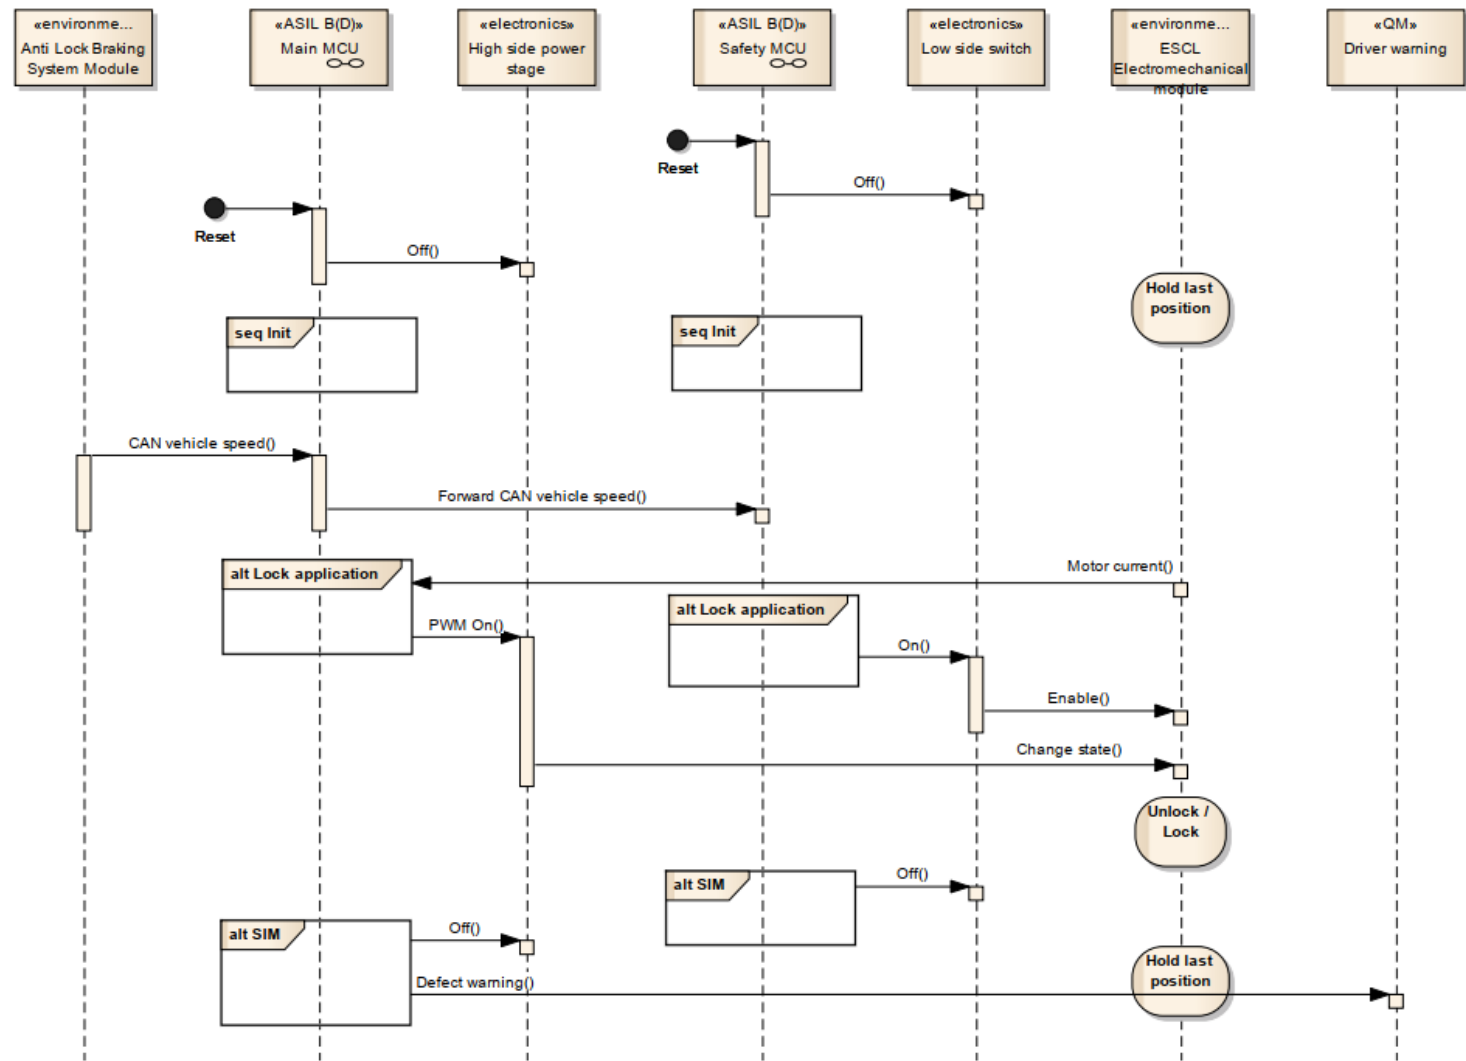 «environme...
Anti Lock Braking
System Module
«ASIL B(D)»
Main MCU
«electronics»
High side power
stage
«ASIL B(D)»
Safety MCU
«electronics»
Low side switch
«environme...
ESCL
Electromechanical
module
«QM»
Driver warning
Reset
Off()
Reset
Off()
Hold last
position
seq Init
seq Init
CAN vehicle speed()
Forward CAN vehicle speed()
alt Lock application
Motor current()
alt Lock application
PWM On()
On()
Enable()
Change state()
Unlock /
Lock
alt SIM
Off()
alt SIM
Off()
Hold last
position
Defect warning()